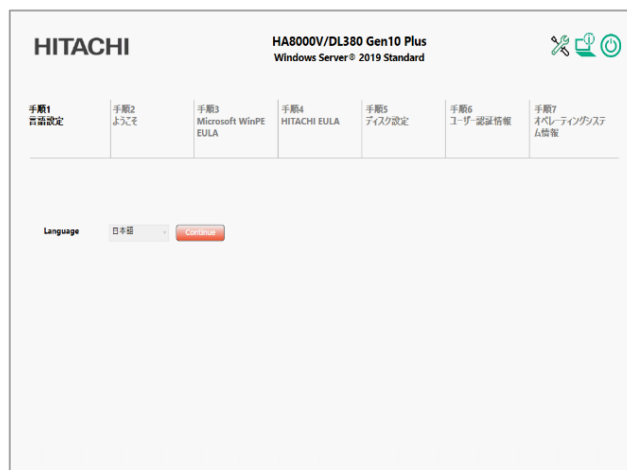 HITACHI
HA8000V/DL380 Gen10 Plus
Windows Server® 2019 Standard
手順1
言語設定
手順2
ようこそ
手順3
Microsoft WinPE
EULA
手順4
HITACHI EULA
手順5
ディスク設定
手順6
ユーザー認証情報
手順7
オペレーティングシステ
ム情報
Language
日本語
Continue